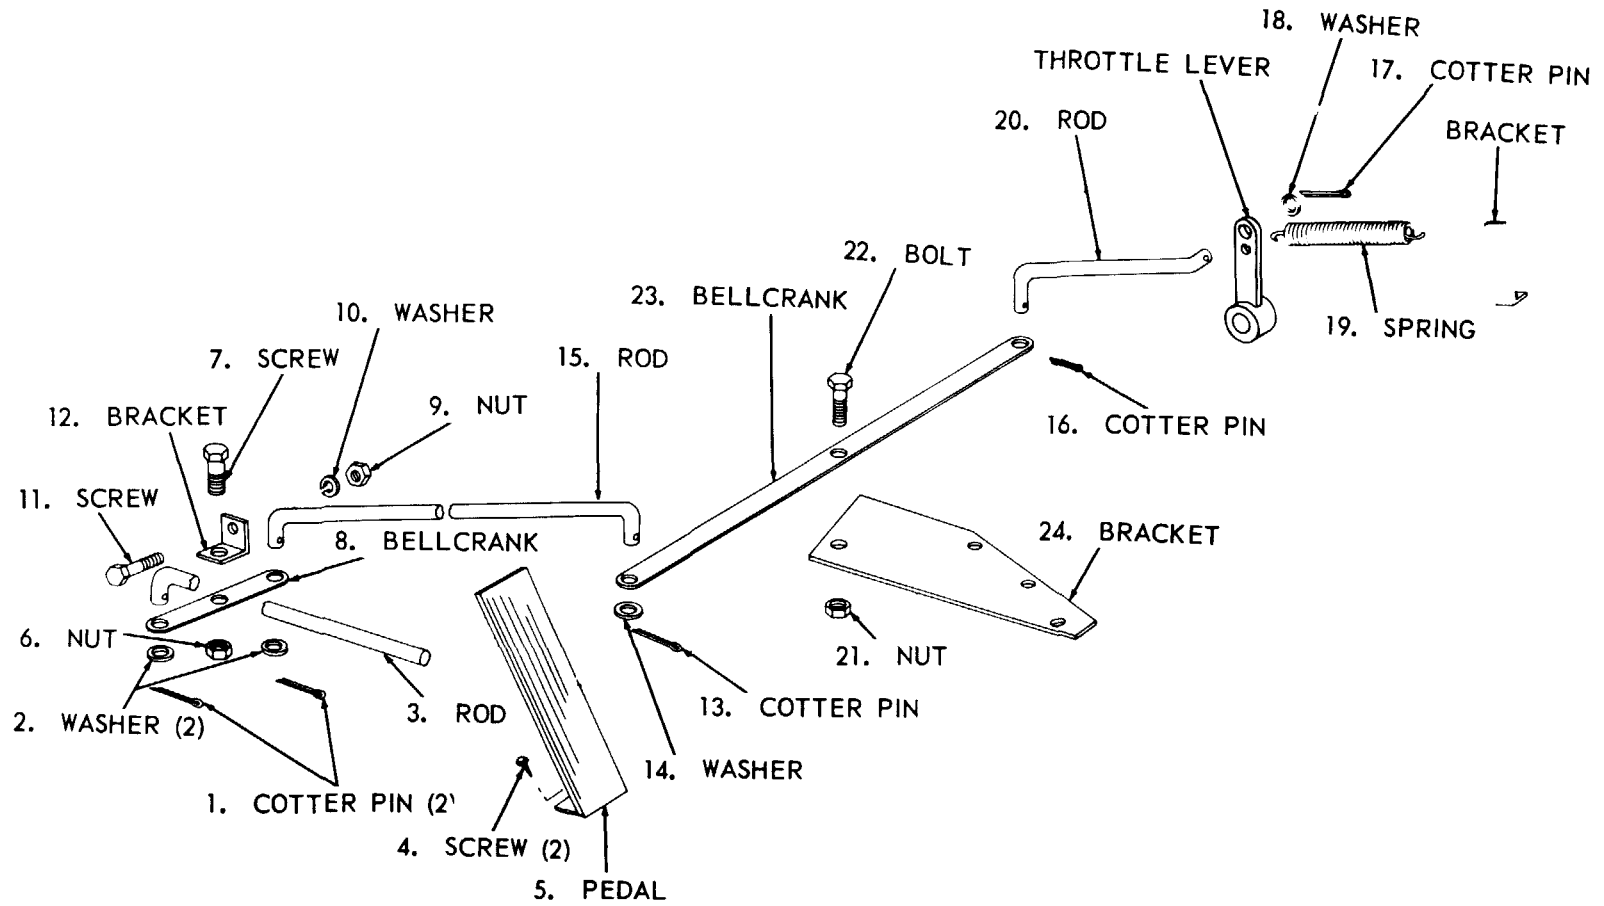 18. WASHER
THROTTLE LEVER
17. COTTER PIN
20. ROD
BRACKET
22. BOLT
23. BELLCRANK
10. WASHER
19. SPRING
7. SCREW
15. ROD
9. NUT
12. BRACKET
16. COTTER PIN
11. SCREW
8. BELLCRANK
24. BRACKET
6. NUT
21. NUT
2. WASHER (2)
3. ROD
13. COTTER PIN
14. WASHER
1. COTTER PIN (2)
4. SCREW (2)
5. PEDAL